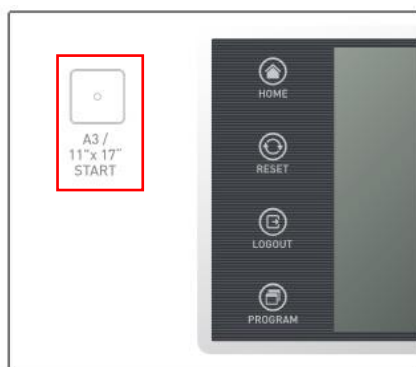 A3 /
11"x 17"
START
HOME
RESET
LOGOUT
PROGRAM